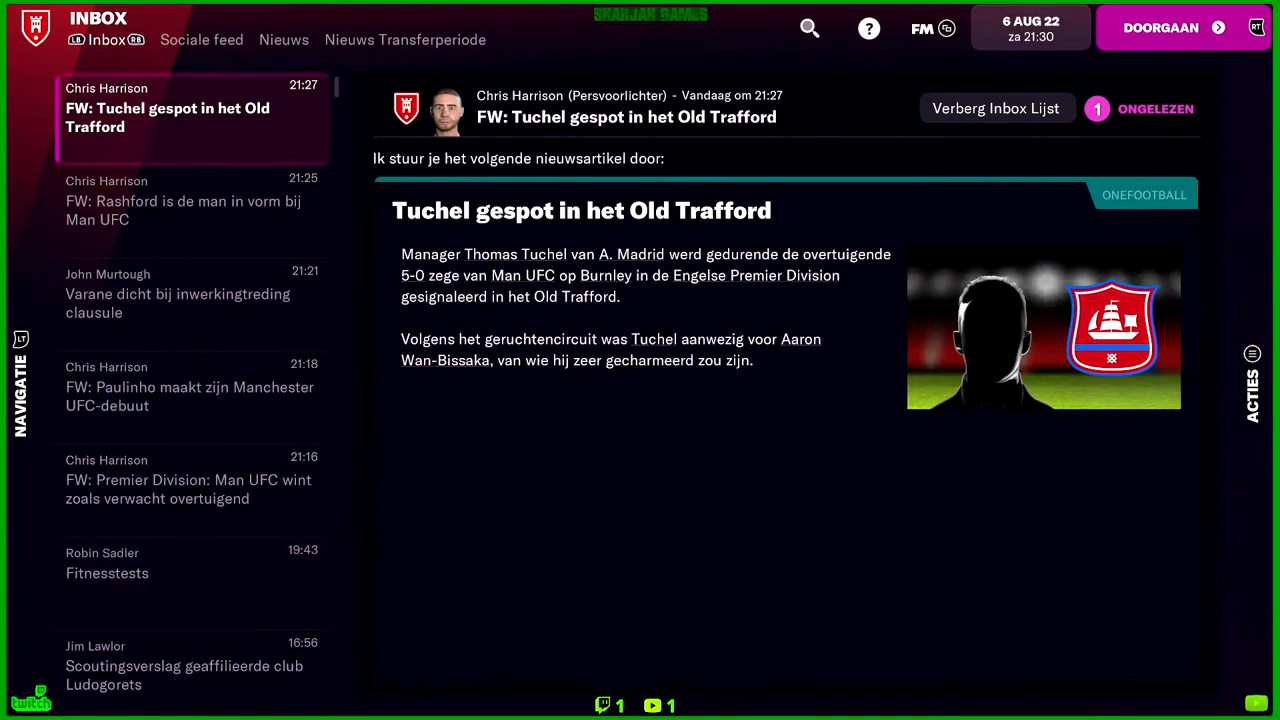 SHARJAH GAMES
INBOX
LB Inbox RB Sociale feed Nieuws Nieuws Transferperiode
FM
6 AUG 22
za 21:30
DOORGAAN
RT
Chris Harrison 21:27
FW: Tuchel gespot in het Old
Trafford
Chris Harrison 21:25
FW: Rashford is de man in vorm bij
Man UFC
John Murtough 21:21
Varane dicht bij inwerkingtreding
clausule
Chris Harrison 21:18
FW: Paulinho maakt zijn Manchester
UFC-debuut
Chris Harrison 21:16
FW: Premier Division: Man UFC wint
zoals verwacht overtuigend
Robin Sadler 19:43
Fitnesstests
Jim Lawlor 16:56
Scoutingsverslag geaffilieerde club
Ludogorets
LT
NAVIGATIE
Chris Harrison (Persvoorlichter) - Vandaag om 21:27
FW: Tuchel gespot in het Old Trafford
Verberg Inbox Lijst
1 ONGELEZEN
Ik stuur je het volgende nieuwsartikel door:
ONEFOOTBALL
Tuchel gespot in het Old Trafford
Manager Thomas Tuchel van A. Madrid werd gedurende de overtuigende
5-0 zege van Man UFC op Burnley in de Engelse Premier Division
gesignaleerd in het Old Trafford.
Volgens het geruchtencircuit was Tuchel aanwezig voor Aaron
Wan-Bissaka, van wie hij zeer gecharmeerd zou zijn.
ACTIES
twitch
1 1